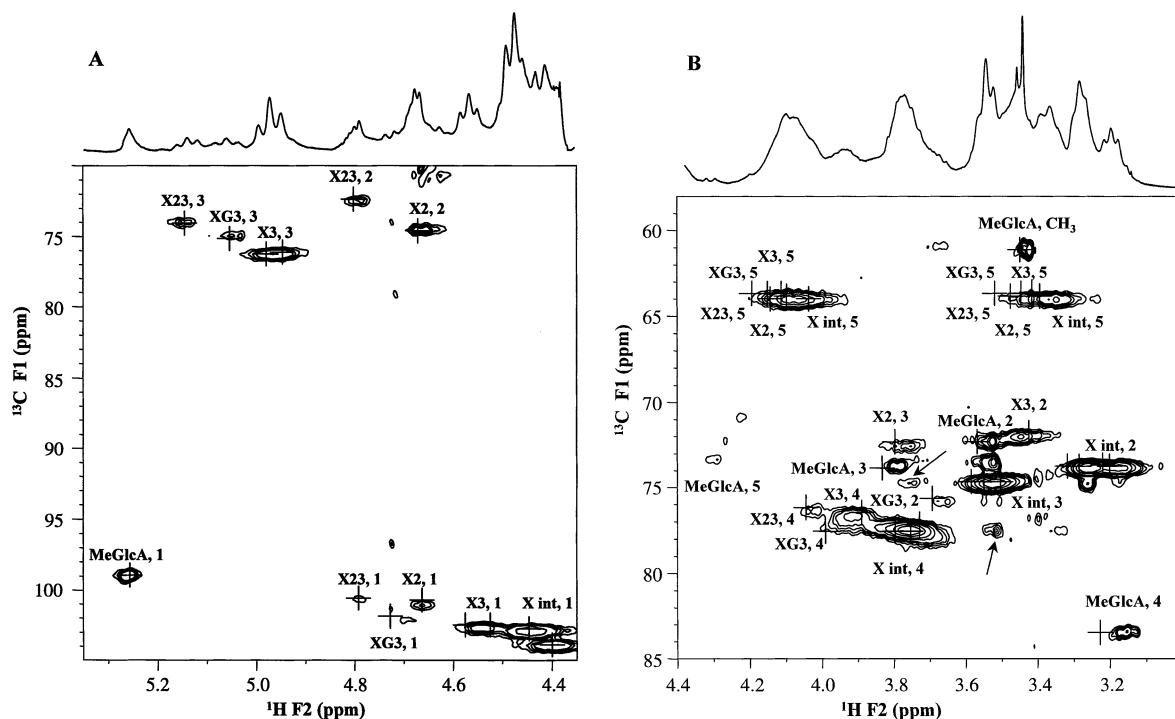 A
X23, 2
X23, 3
XG3, 3
X2, 2
X3, 3
75
80
85
90
95
100
¹³C F1 (ppm)
MeGlcA, 1
X23, 1
X2, 1
X3, 1
X int, 1
XG3, 1
5.2
5.0
4.8
4.6
4.4
¹H F2 (ppm)
B
60
65
70
75
80
85
¹³C F1 (ppm)
MeGlcA, CH₃
X3, 5
XG3, 5
XG3, 5
X3, 5
X23, 5
X int, 5
X23, 5
X int, 5
X2, 5
X2, 5
X2, 3
MeGlcA, 2
X3, 2
X int, 2
MeGlcA, 3
MeGlcA, 5
X3, 4
XG3, 2
X int, 3
X23, 4
XG3, 4
X int, 4
MeGlcA, 4
4.4
4.0
3.8
3.6
3.4
3.2
¹H F2 (ppm)